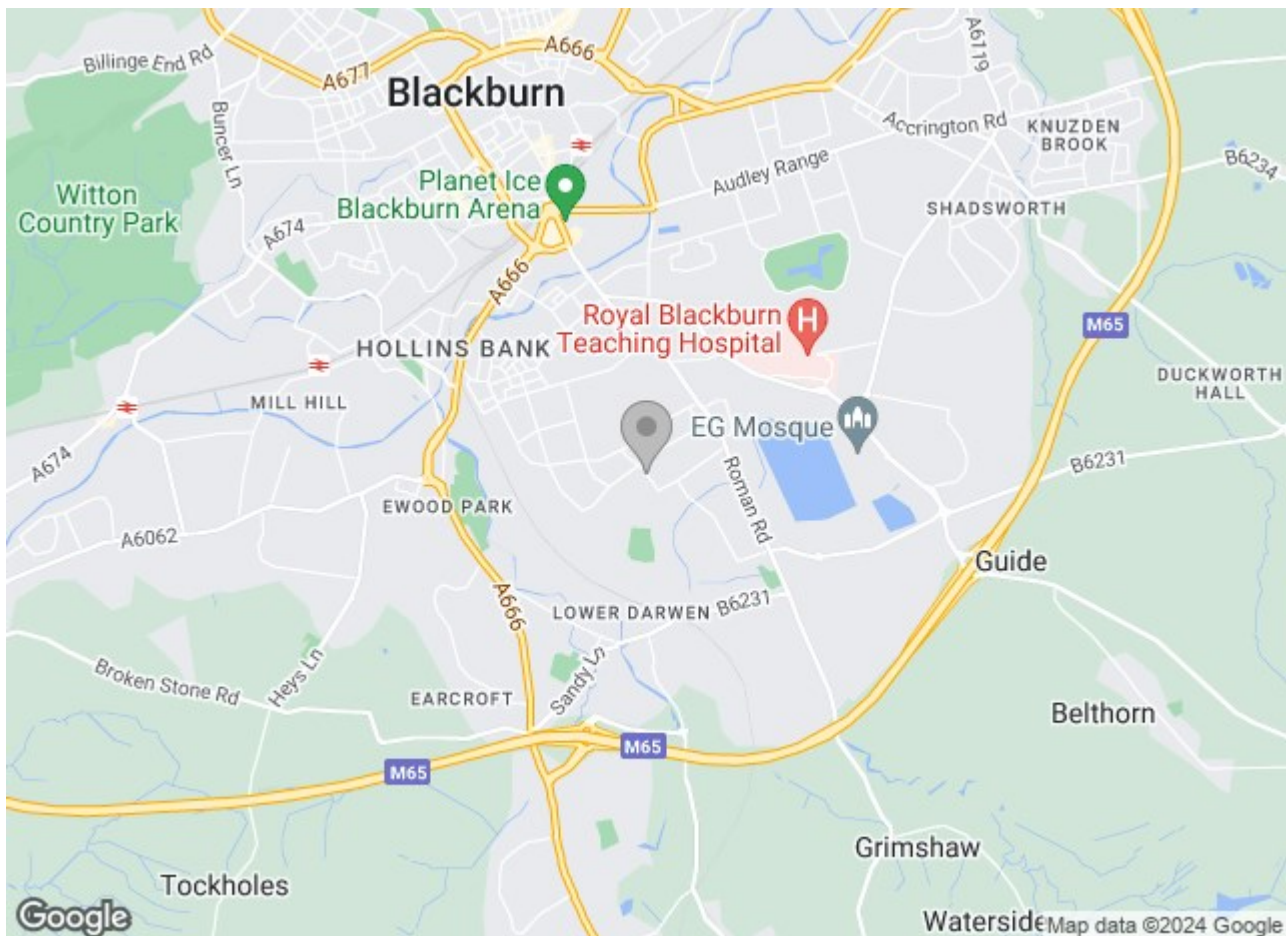 A6119
Billinge End Rd
A677
A666
Blackburn
Buncer Ln
Accrington Rd
KNUZDEN
BROOK
B6234
Audley Range
Witton
Country Park
Planet Ice
Blackburn Arena
SHADSWORTH
A674
A666
Royal Blackburn
Teaching Hospital
H
M65
HOLLINS BANK
MILL HILL
DUCKWORTH
HALL
EG Mosque
A674
B6231
Roman Rd
EWOOD PARK
A6062
Guide
A666
LOWER DARWEN
B6231
Broken Stone Rd
Heys Ln
Sandy Ln
EARCROFT
Belthorn
M65
M65
Grimshaw
Tockholes
Google
Waterside
Map data ©2024 Google